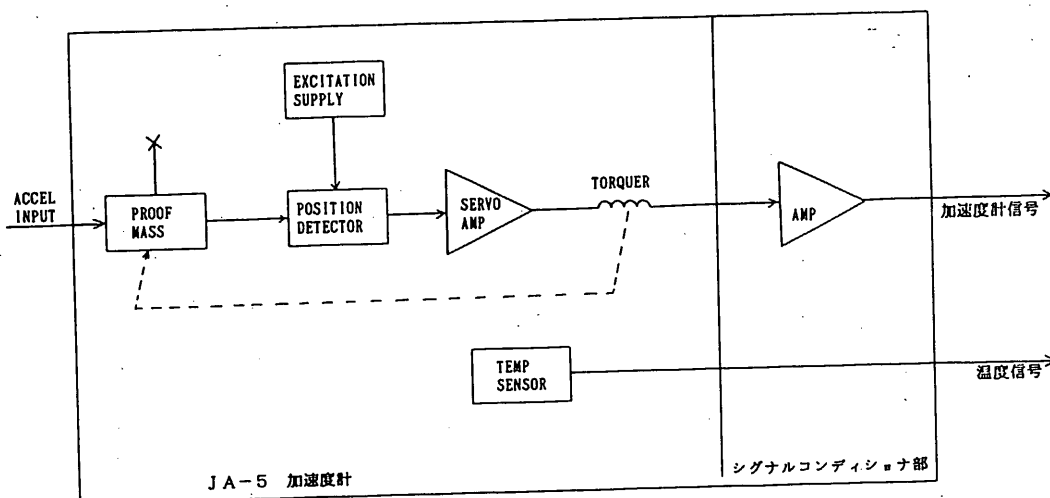 EXCITATION
SUPPLY
ACCEL
INPUT
PROOF
MASS
POSITION
DETECTOR
SERVO
AMP
TORQUER
AMP
加速度計信号
TEMP
SENSOR
温度信号
JA-5 加速度計
シグナルコンディショナ部